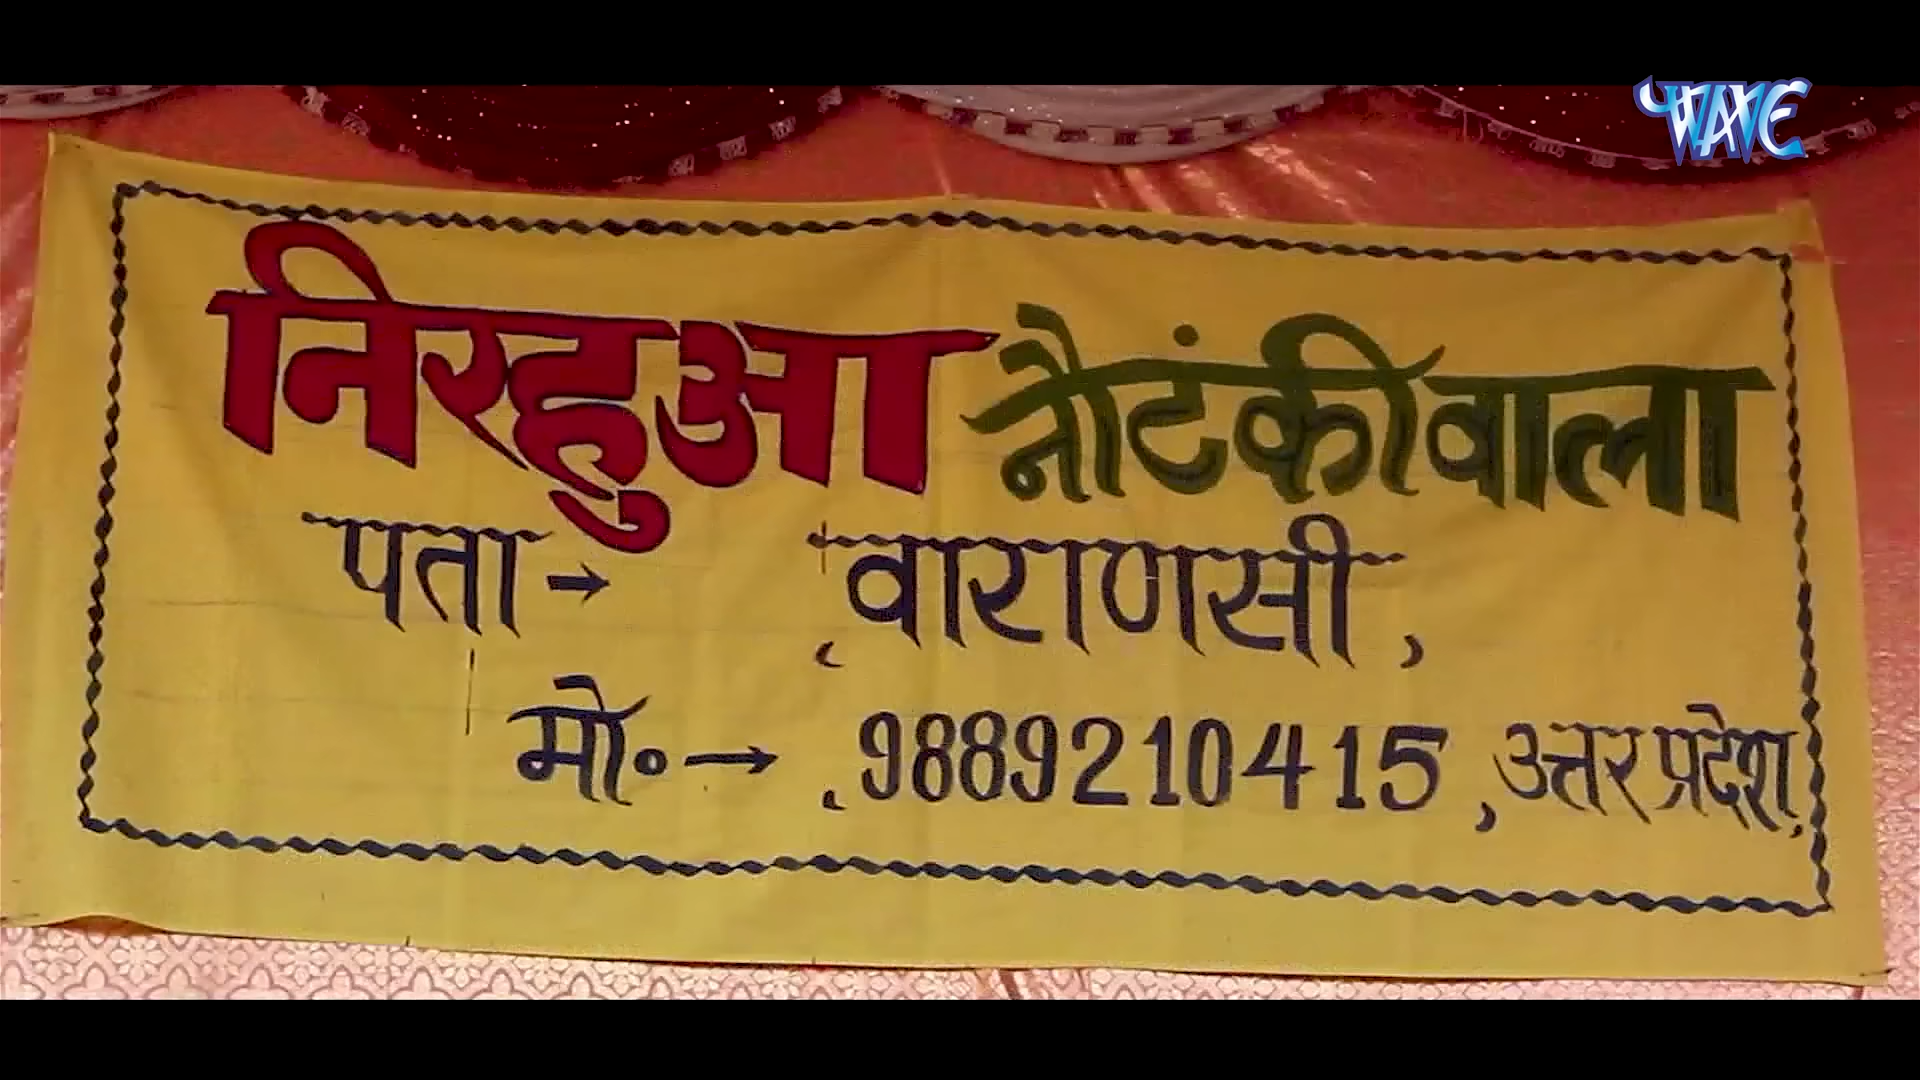 WAVE
निरहुआ नौटंकीवाला
पता→ वाराणसी,
मो०→ 9889210415, उत्तर प्रदेश,